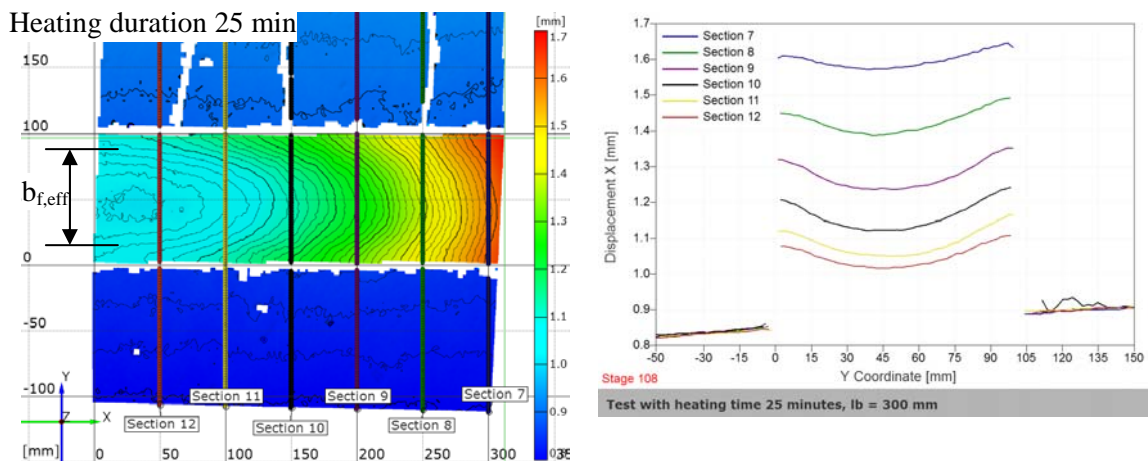 Heating duration 25 min
[mm]
1.7
1.6
1.5
1.4
1.3
1.2
1.1
1.0
0.9
150
100
b_f,eff
0
-50
-100
Y
Z
X
Section 11
Section 9
Section 7
Section 12
Section 10
Section 8
[mm]
0
50
100
150
200
250
300
35
1.7
1.6
1.5
1.4
1.3
1.2
1.1
1.0
0.9
0.8
Displacement X [mm]
Section 7
Section 8
Section 9
Section 10
Section 11
Section 12
-50
-30
-15
0
15
30
45
60
75
90
105
120
135
150
Y Coordinate [mm]
Stage 108
Test with heating time 25 minutes, lb = 300 mm